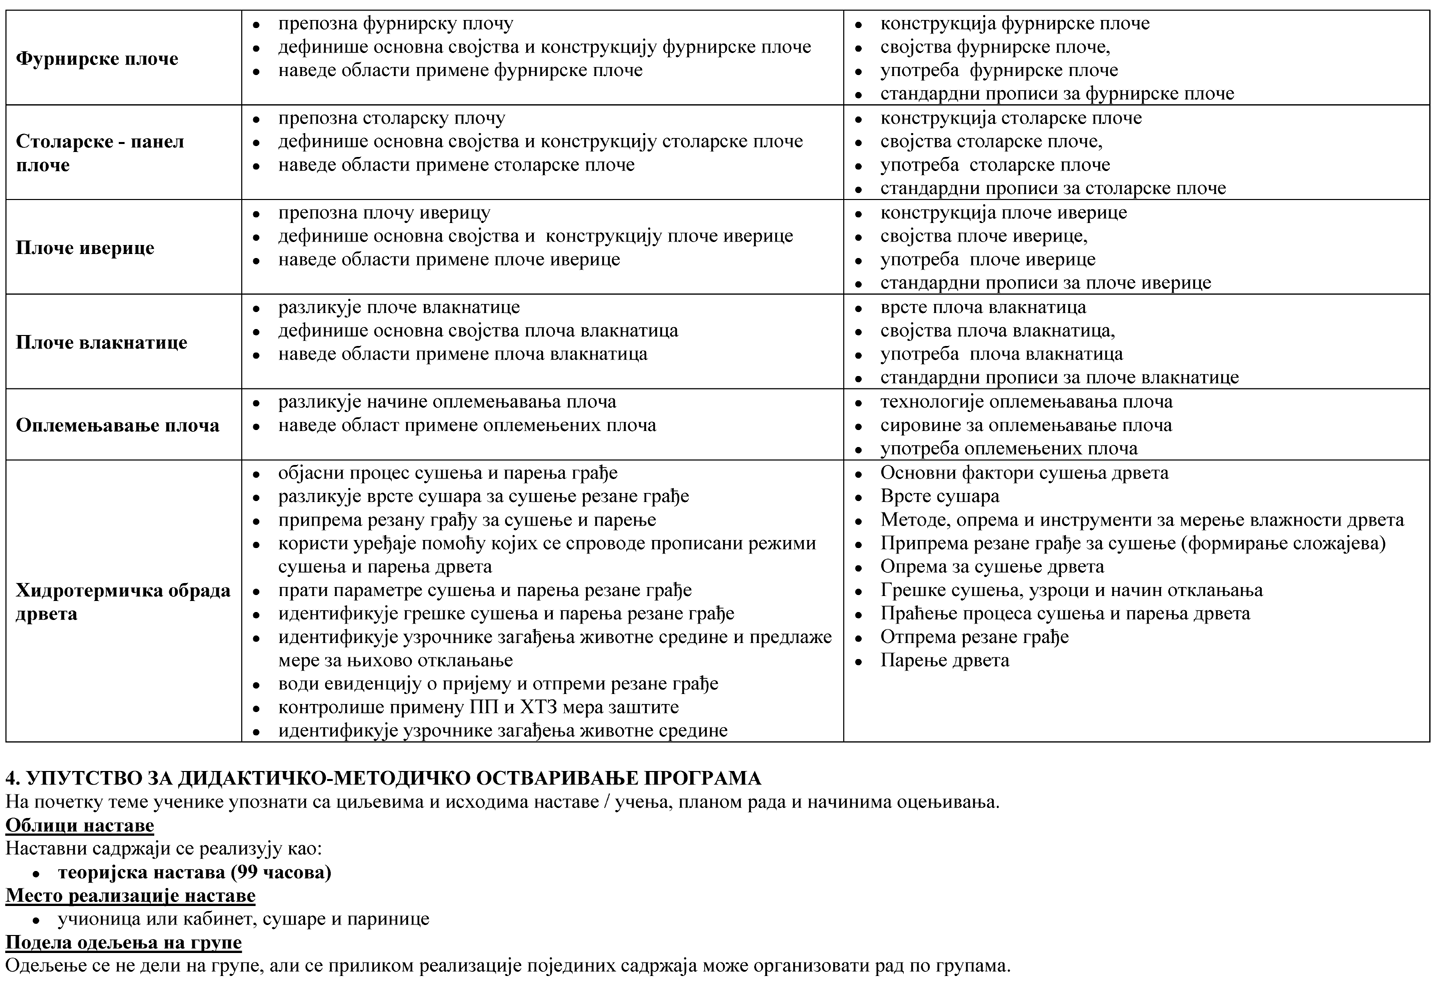 Фурнирске плоче
препозна фурнирску плочу
дефинише основна својства и конструкцију фурнирске плоче
наведе области примене фурнирске плоче
конструкција фурнирске плоче
својства фурнирске плоче,
употреба  фурнирске плоче
стандардни прописи за фурнирске плоче
Столарске - панел
плоче
препозна столарску плочу
дефинише основна својства и конструкцију столарске плоче
наведе области примене столарске плоче
конструкција столарске плоче
својства столарске плоче,
употреба  столарске плоче
стандардни прописи за столарске плоче
Плоче иверице
препозна плочу иверицу
дефинише основна својства и  конструкцију плоче иверице
наведе области примене плоче иверице
конструкција плоче иверице
својства плоче иверице,
употреба  плоче иверице
стандардни прописи за плоче иверице
Плоче влакнатице
разликује плоче влакнатице
дефинише основна својства плоча влакнатица
наведе области примене плоча влакнатица
врсте плоча влакнатица
својства плоча влакнатица,
употреба  плоча влакнатица
стандардни прописи за плоче влакнатице
Оплемењавање плоча
разликује начине оплемењавања плоча
наведе област примене оплемењених плоча
технологије оплемењавања плоча
сировине за оплемењавање плоча
употреба оплемењених плоча
Хидротермичка обрада
дрвета
објасни процес сушења и парења грађе
разликује врсте сушара за сушење резане грађе
припрема резану грађу за сушење и парење
користи уређаје помоћу којих се спроводе прописани режими
сушења и парења дрвета
прати параметре сушења и парења резане грађе
идентификује грешке сушења и парења резане грађе
идентификује узрочнике загађења животне средине и предлаже
мере за њихово отклањање
води евиденцију о пријему и отпреми резане грађе
контролише примену ПП и ХТЗ мера заштите
идентификује узрочнике загађења животне средине
Основни фактори сушења дрвета
Врсте сушара
Методе, опрема и инструменти за мерење влажности дрвета
Припрема резане грађе за сушење (формирање сложајева)
Опрема за сушење дрвета
Грешке сушења, узроци и начин отклањања
Праћење процеса сушења и парења дрвета
Отпрема резане грађе
Парење дрвета
4. УПУТСТВО ЗА ДИДАКТИЧКО-МЕТОДИЧКО ОСТВАРИВАЊЕ ПРОГРАМА
На почетку теме ученике упознати са циљевима и исходима наставе / учења, планом рада и начинима оцењивања.
Облици наставе
Наставни садржаји се реализују као:
теоријска настава (99 часова)
Место реализације наставе
учионица или кабинет, сушаре и паринице
Подела одељења на групе
Одељење се не дели на групе, али се приликом реализације појединих садржаја може организовати рад по групама.